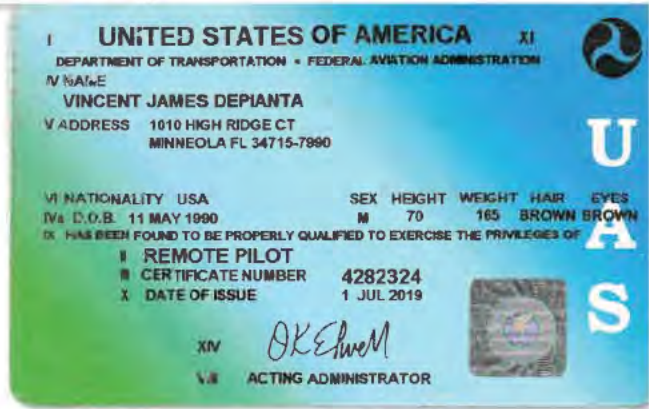 I UNITED STATES OF AMERICA XI
DEPARTMENT OF TRANSPORTATION • FEDERAL AVIATION ADMINISTRATION
IV NAME
VINCENT JAMES DEPIANTA
V ADDRESS 1010 HIGH RIDGE CT
MINNEOLA FL 34715-7990
VI NATIONALITY USA SEX HEIGHT WEIGHT HAIR EYES
IVa D.O.B. 11 MAY 1990 M 70 165 BROWN BROWN
IX HAS BEEN FOUND TO BE PROPERLY QUALIFIED TO EXERCISE THE PRIVILEGES OF
II REMOTE PILOT
III CERTIFICATE NUMBER 4282324
X DATE OF ISSUE 1 JUL 2019
XIV
VIII ACTING ADMINISTRATOR
UAS